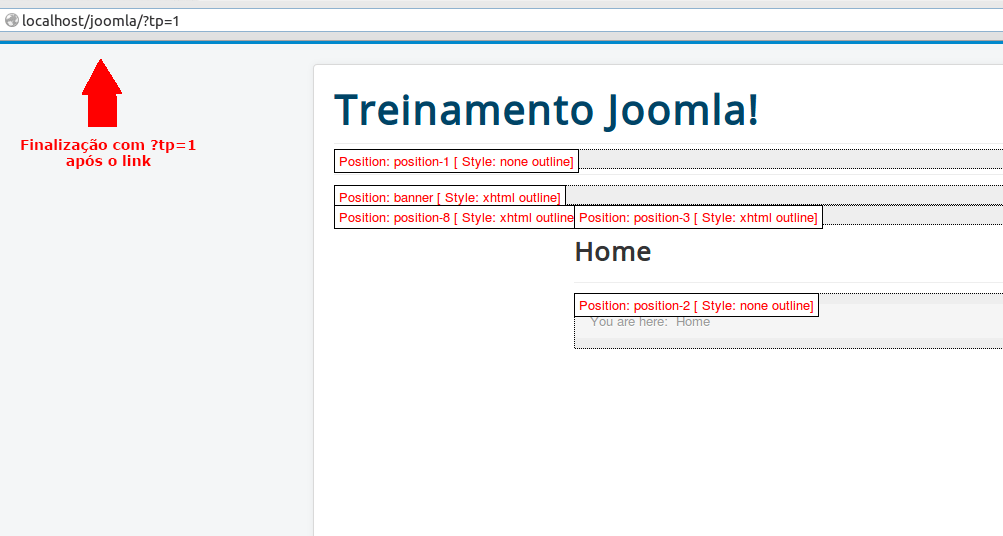 localhost/joomla/?tp=1
Finalização com ?tp=1
após o link
Treinamento Joomla!
Position: position-1 [ Style: none outline]
Position: banner [ Style: xhtml outline]
Position: position-8 [ Style: xhtml outline
Position: position-3 [ Style: xhtml outline]
Home
Position: position-2 [ Style: none outline]
You are here: Home